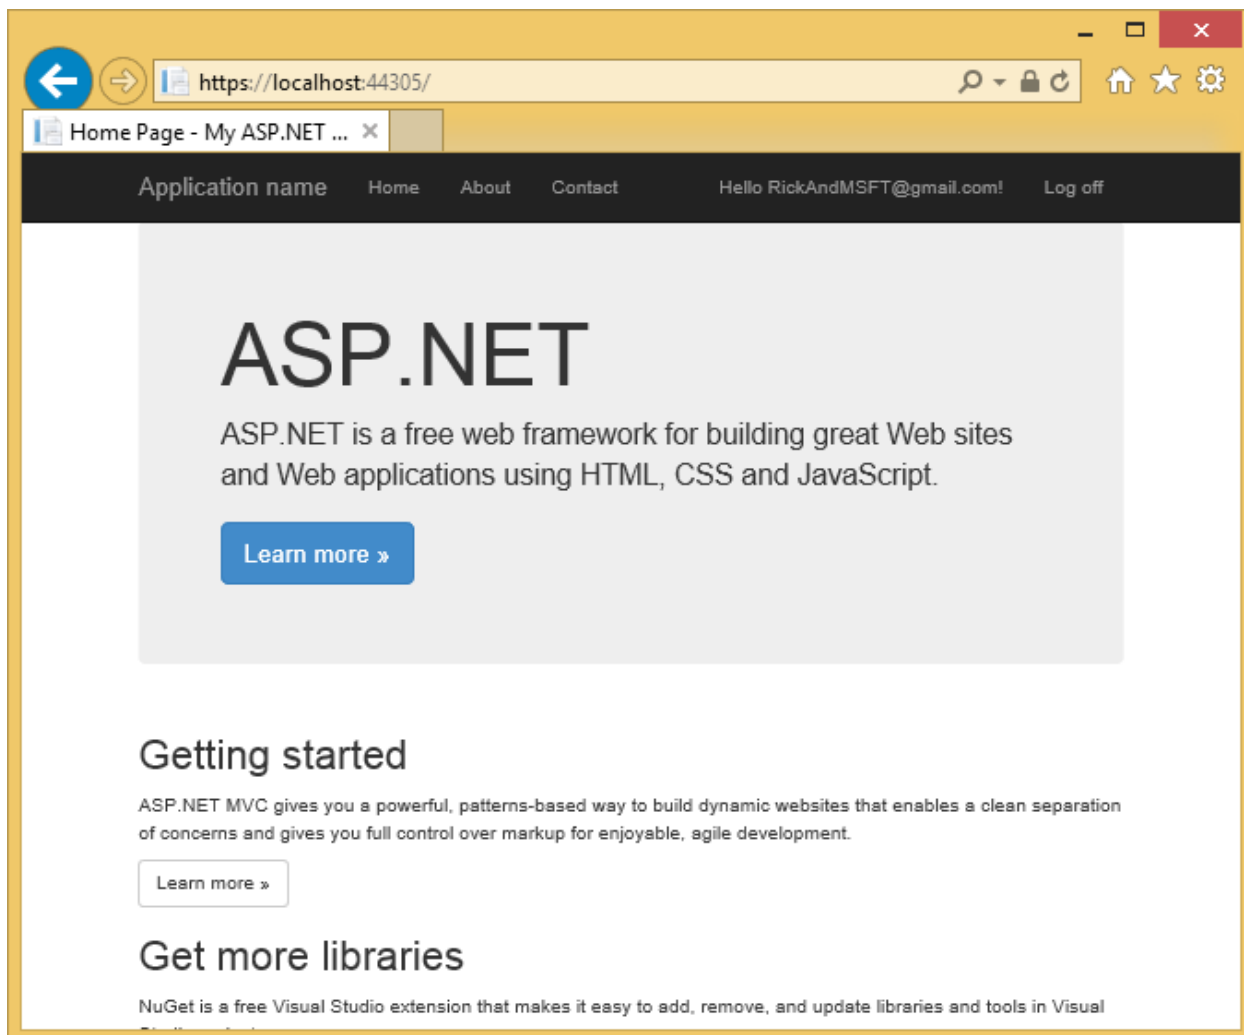 https://localhost:44305/
Home Page - My ASP.NET ...
Application name Home About Contact Hello RickAndMSFT@gmail.com! Log off
ASP.NET
ASP.NET is a free web framework for building great Web sites
and Web applications using HTML, CSS and JavaScript.
Learn more »
Getting started
ASP.NET MVC gives you a powerful, patterns-based way to build dynamic websites that enables a clean separation
of concerns and gives you full control over markup for enjoyable, agile development.
Learn more »
Get more libraries
NuGet is a free Visual Studio extension that makes it easy to add, remove, and update libraries and tools in Visual